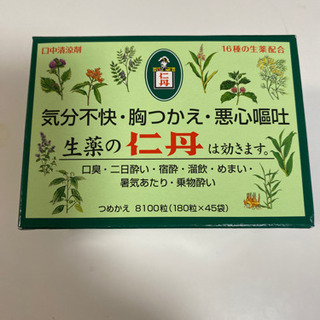 口中清涼剤
16種の生薬配合
仁丹
気分不快・胸つかえ・悪心嘔吐
生薬の仁丹は効きます。
口臭・二日酔い・宿酔・溜飲・めまい・
暑気あたり・乗物酔い
つめかえ 8100粒(180粒×45袋)